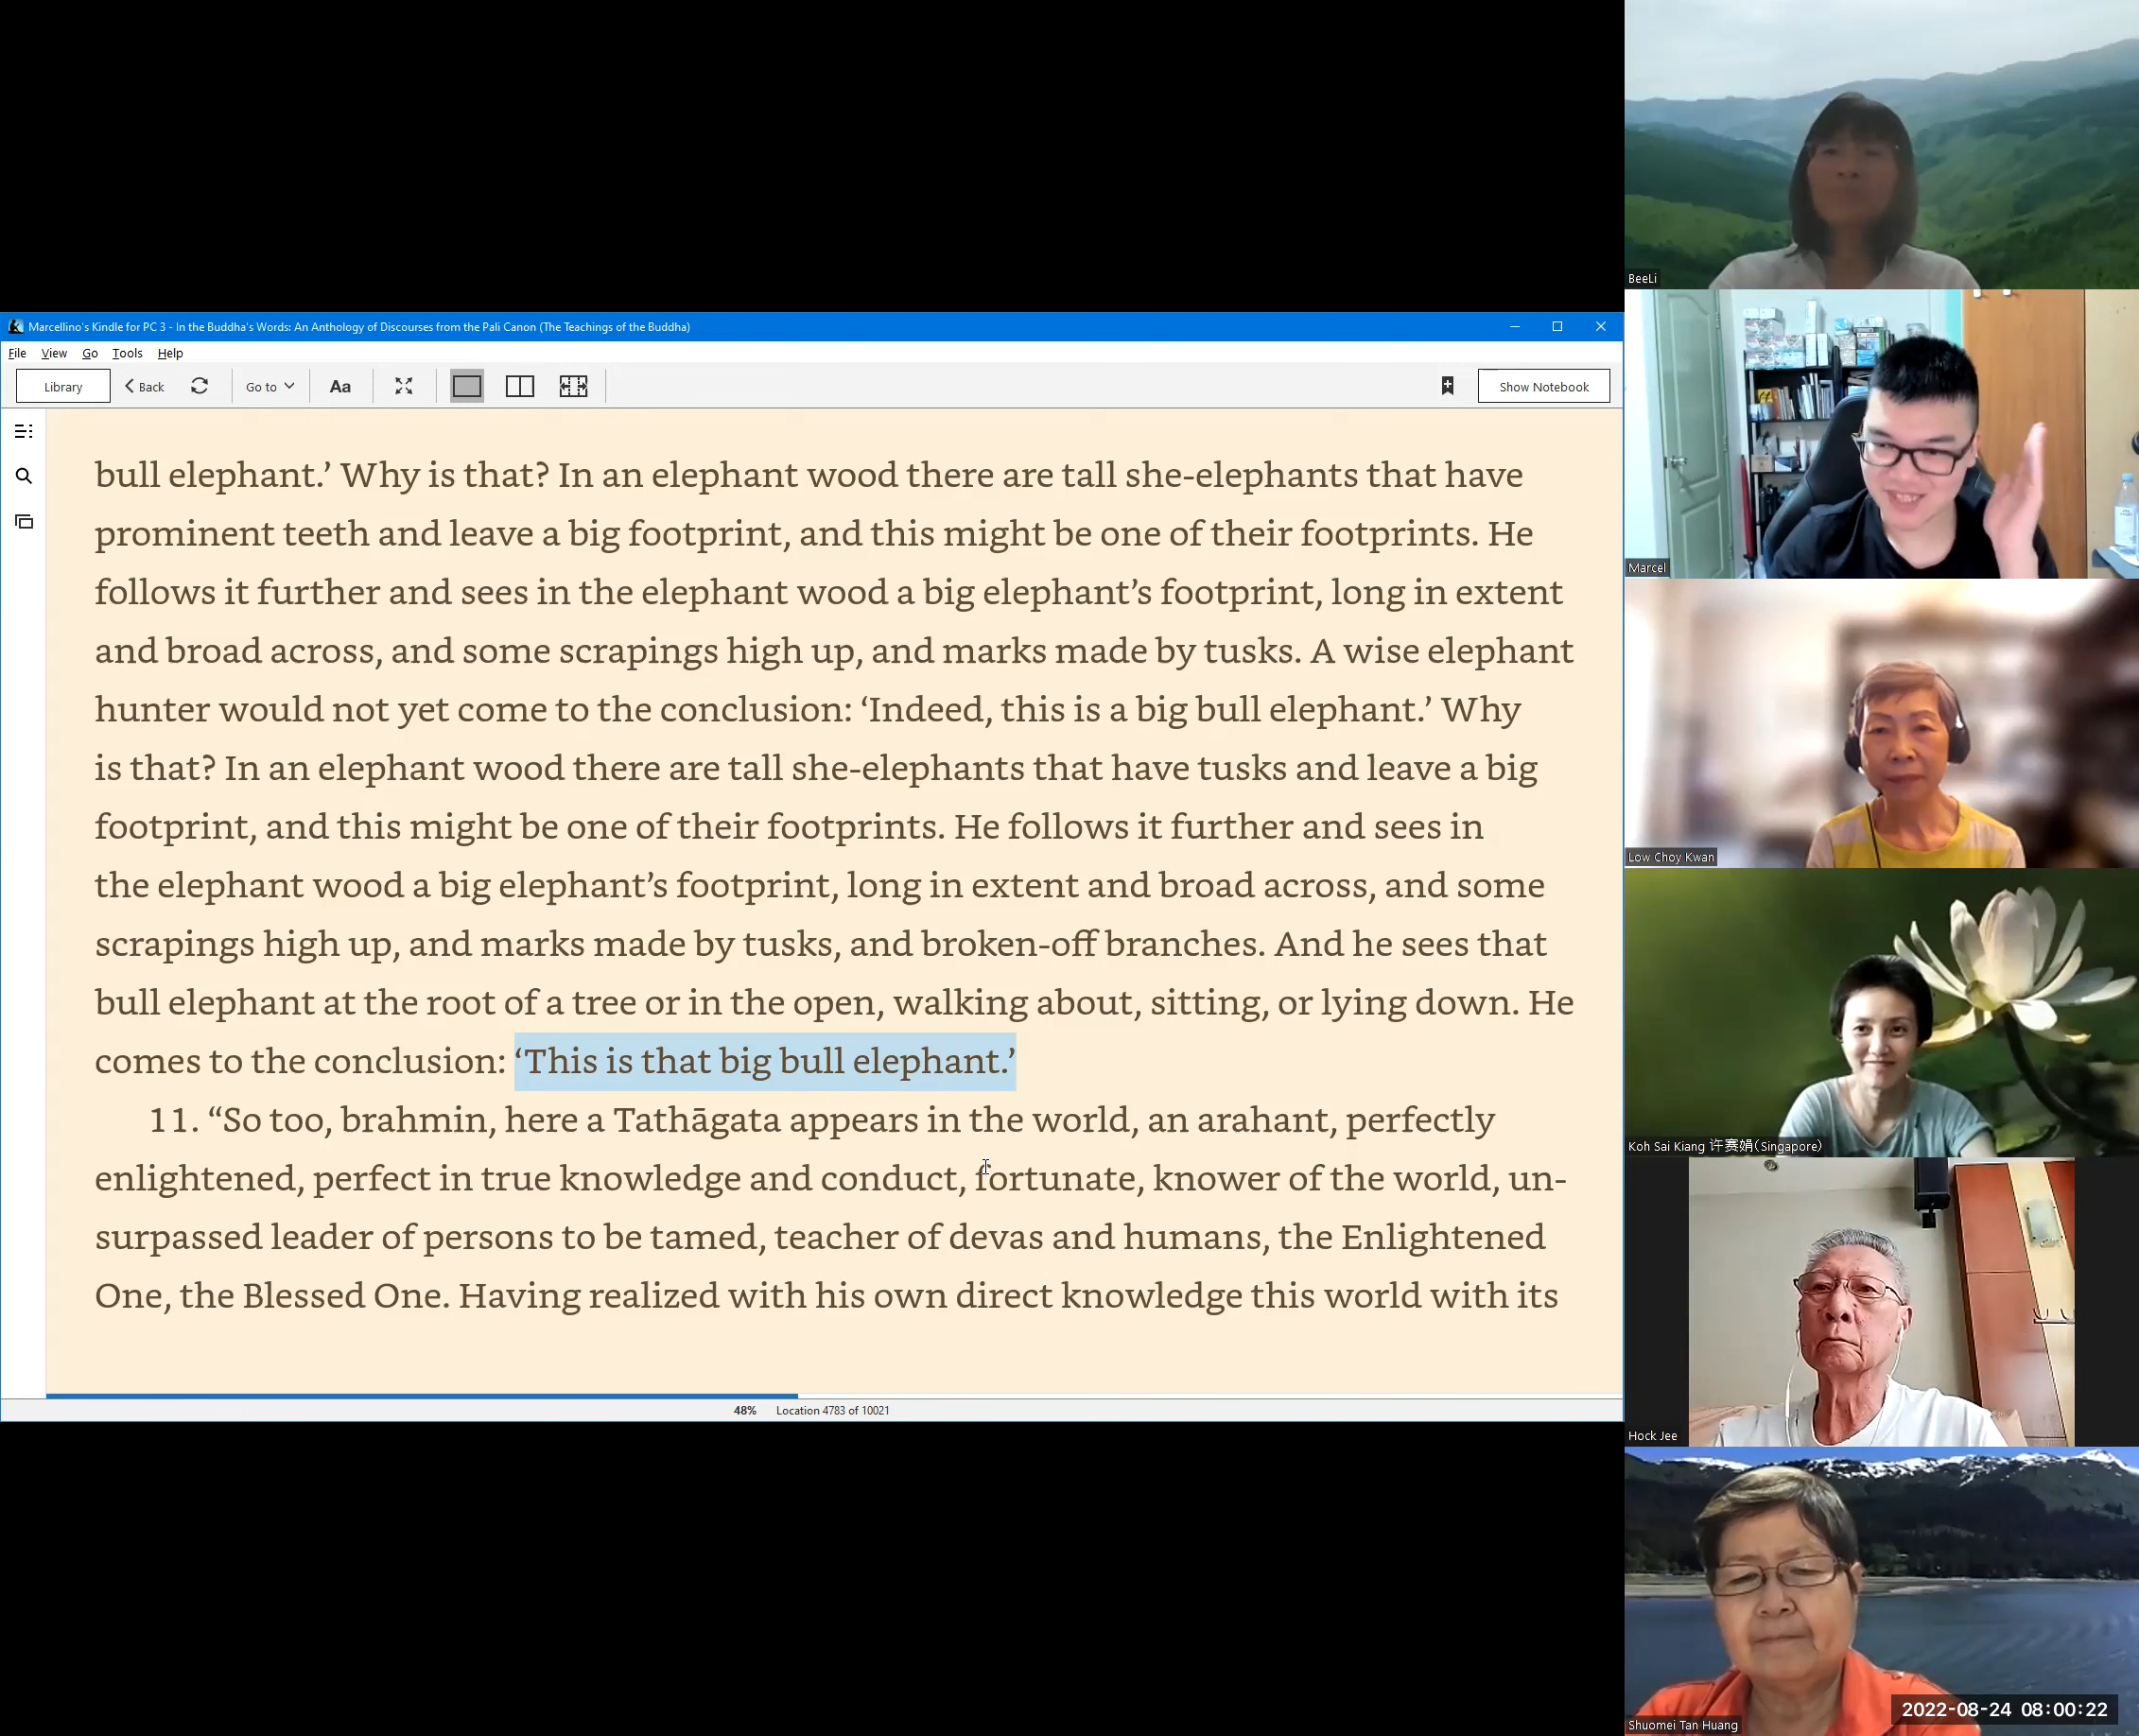 Marcellino's Kindle for PC 3 - In the Buddha's Words: An Anthology of Discourses from the Pali Canon (The Teachings of the Buddha)
File View Go Tools Help
Library Back Go to Aa Show Notebook
bull elephant.’ Why is that? In an elephant wood there are tall she-elephants that have
prominent teeth and leave a big footprint, and this might be one of their footprints. He
follows it further and sees in the elephant wood a big elephant’s footprint, long in extent
and broad across, and some scrapings high up, and marks made by tusks. A wise elephant
hunter would not yet come to the conclusion: ‘Indeed, this is a big bull elephant.’ Why
is that? In an elephant wood there are tall she-elephants that have tusks and leave a big
footprint, and this might be one of their footprints. He follows it further and sees in
the elephant wood a big elephant’s footprint, long in extent and broad across, and some
scrapings high up, and marks made by tusks, and broken-off branches. And he sees that
bull elephant at the root of a tree or in the open, walking about, sitting, or lying down. He
comes to the conclusion: ‘This is that big bull elephant.’
11. “So too, brahmin, here a Tathāgata appears in the world, an arahant, perfectly
enlightened, perfect in true knowledge and conduct, fortunate, knower of the world, un-
surpassed leader of persons to be tamed, teacher of devas and humans, the Enlightened
One, the Blessed One. Having realized with his own direct knowledge this world with its
48% Location 4783 of 10021
BeeLi
Marcel
Low Choy Kwan
Koh Sai Kiang 许赛娟(Singapore)
Hock Jee
Shuomei Tan Huang
2022-08-24 08:00:22